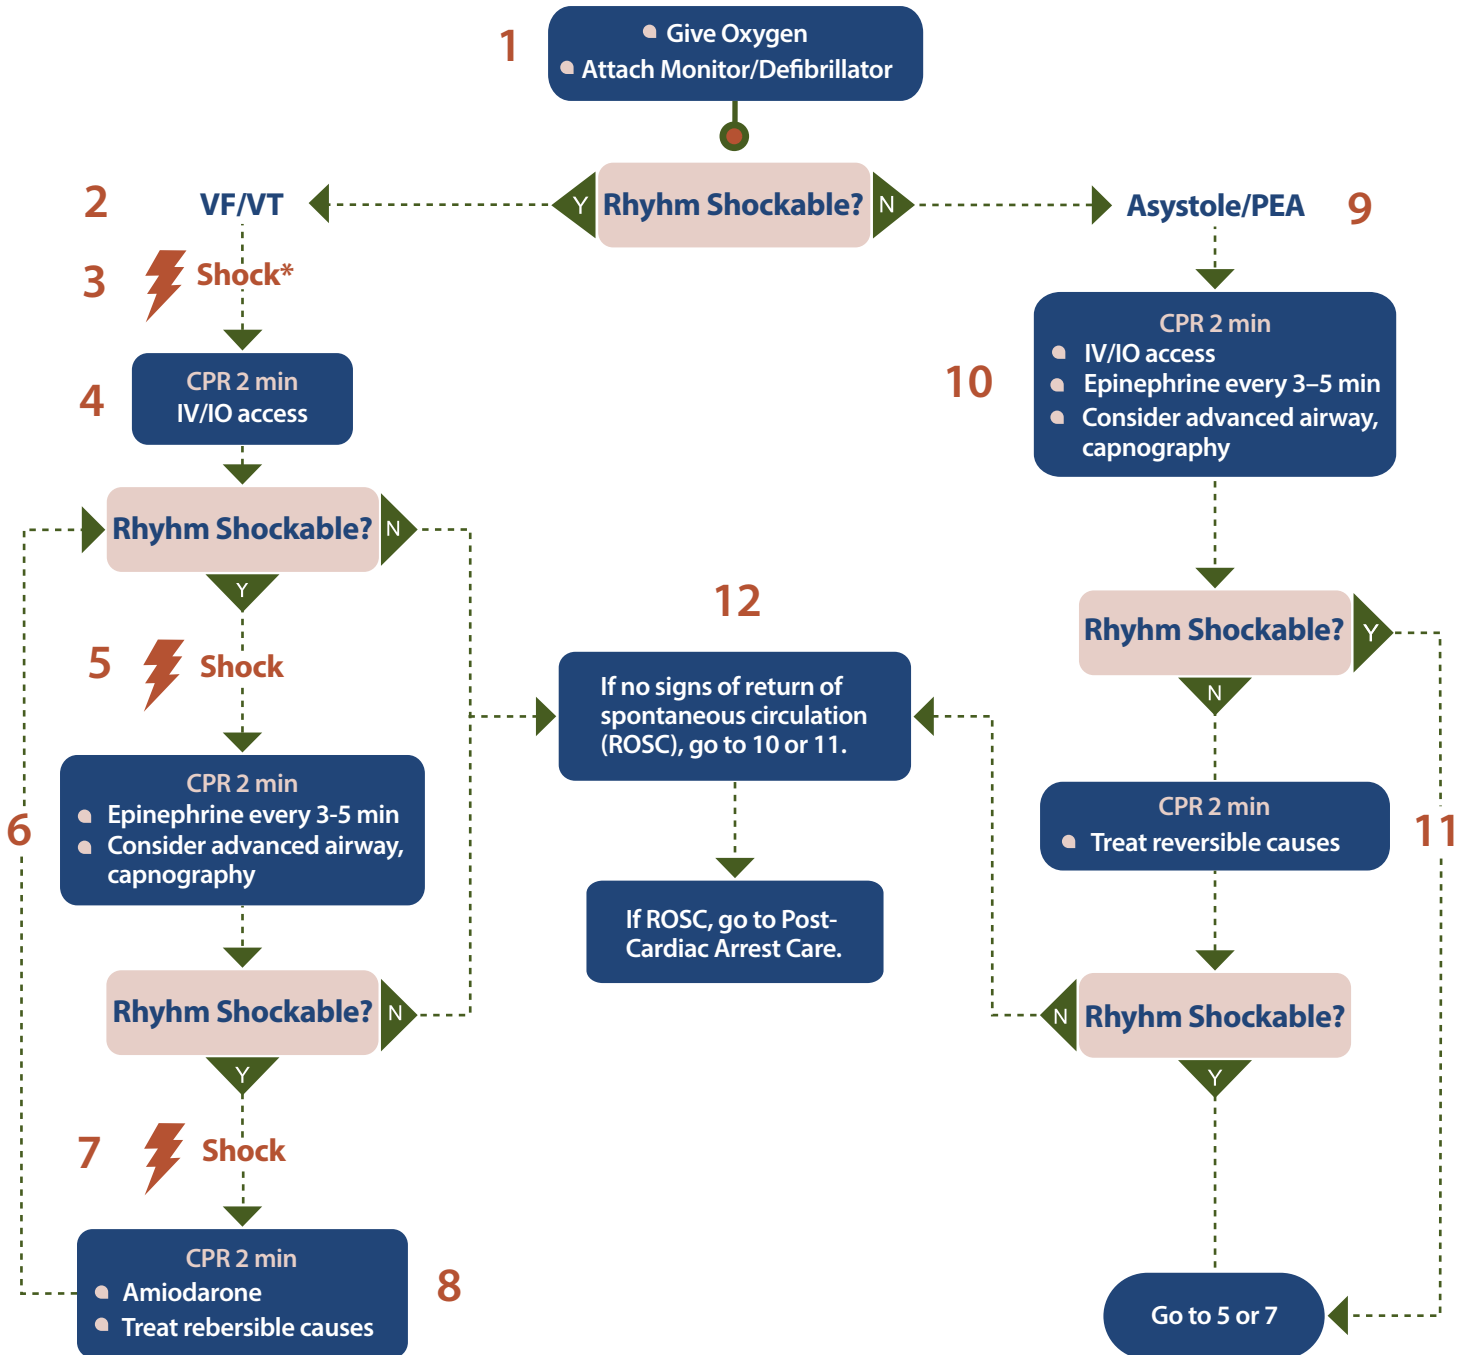 1
Give Oxygen
Attach Monitor/Defibrillator
2
VF/VT
Y
Rhyhm Shockable?
N
Asystole/PEA
9
3
Shock*
4
CPR 2 min
IV/IO access
10
CPR 2 min
IV/IO access
Epinephrine every 3–5 min
Consider advanced airway,
capnography
Rhyhm Shockable?
N
Y
5
Shock
12
If no signs of return of
spontaneous circulation
(ROSC), go to 10 or 11.
If ROSC, go to Post-
Cardiac Arrest Care.
Rhyhm Shockable?
Y
N
6
CPR 2 min
Epinephrine every 3-5 min
Consider advanced airway,
capnography
CPR 2 min
Treat reversible causes
11
Rhyhm Shockable?
N
Y
N
Rhyhm Shockable?
Y
7
Shock
CPR 2 min
Amiodarone
Treat rebersible causes
8
Go to 5 or 7